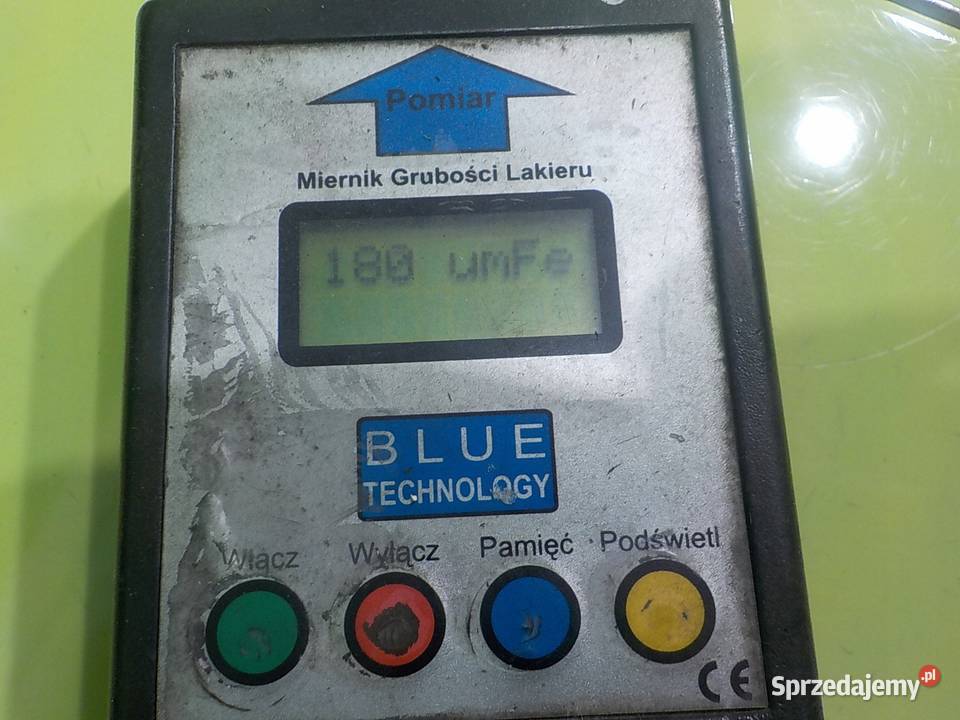 Pomiar
Miernik Grubości Lakieru
180 umFe
BLUE
TECHNOLOGY
Włącz Wyłącz Pamięć Podświetl
CE
Sprzedajemy.pl